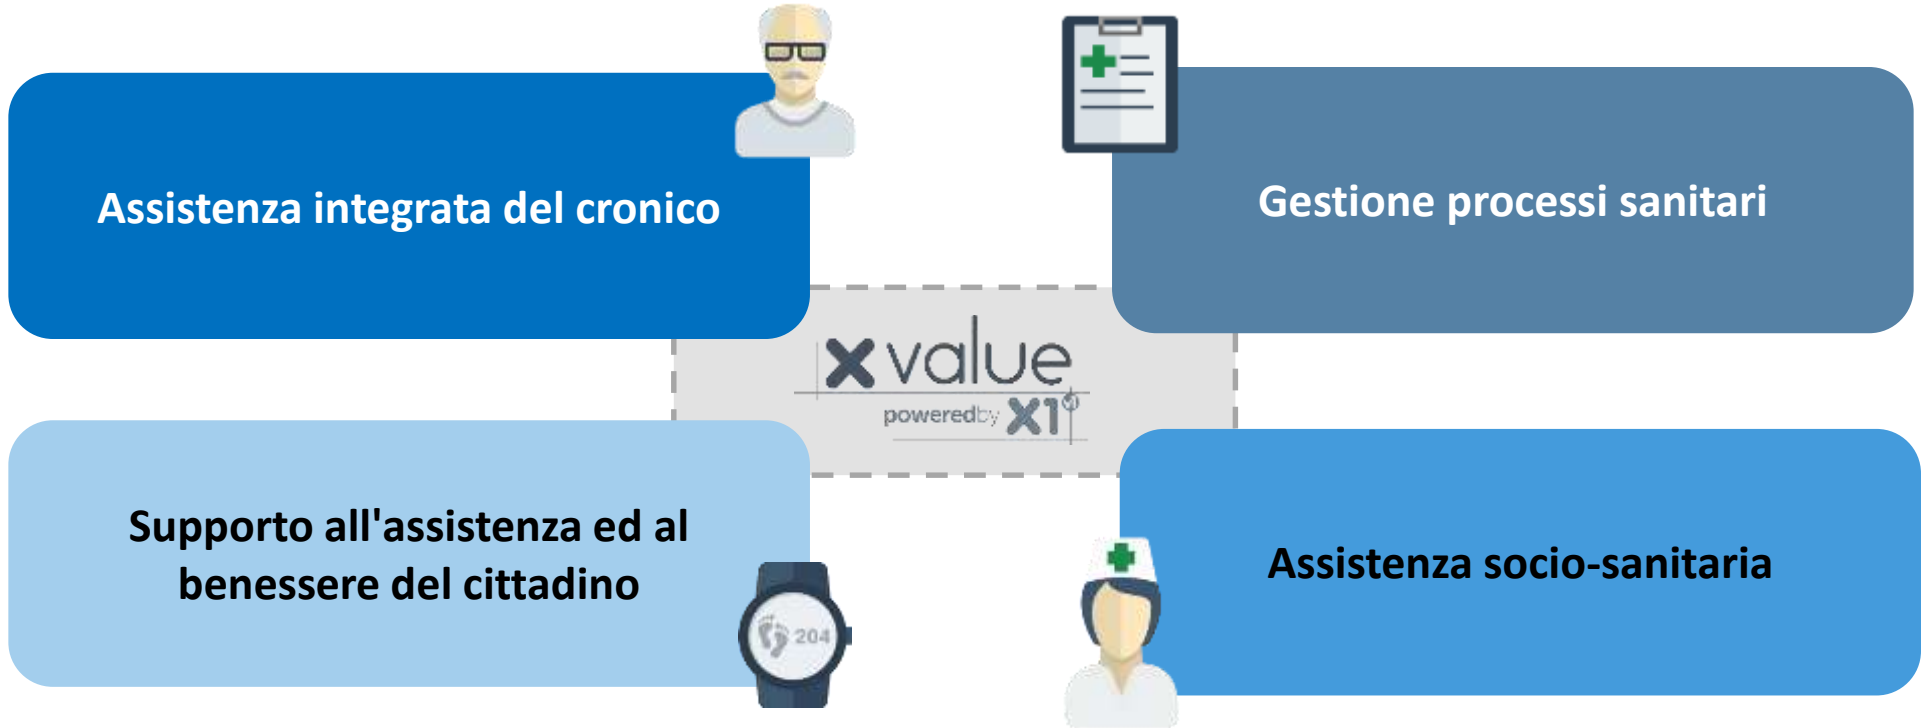 Assistenza integrata del cronico
Gestione processi sanitari
x value
poweredby X1
Supporto all'assistenza ed al
benessere del cittadino
204
Assistenza socio-sanitaria